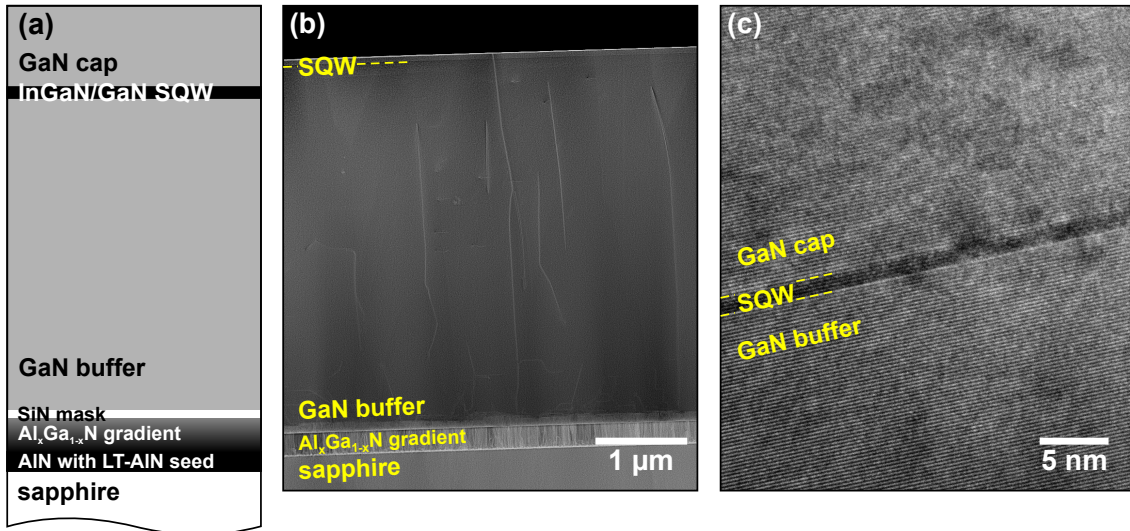 (a)
GaN cap
InGaN/GaN SQW
GaN buffer
SiN mask
AlₓGa₁₋ₓN gradient
AlN with LT-AlN seed
sapphire
(b)
SQW
GaN buffer
AlₓGa₁₋ₓN gradient
sapphire
1 µm
(c)
GaN cap
SQW
GaN buffer
5 nm